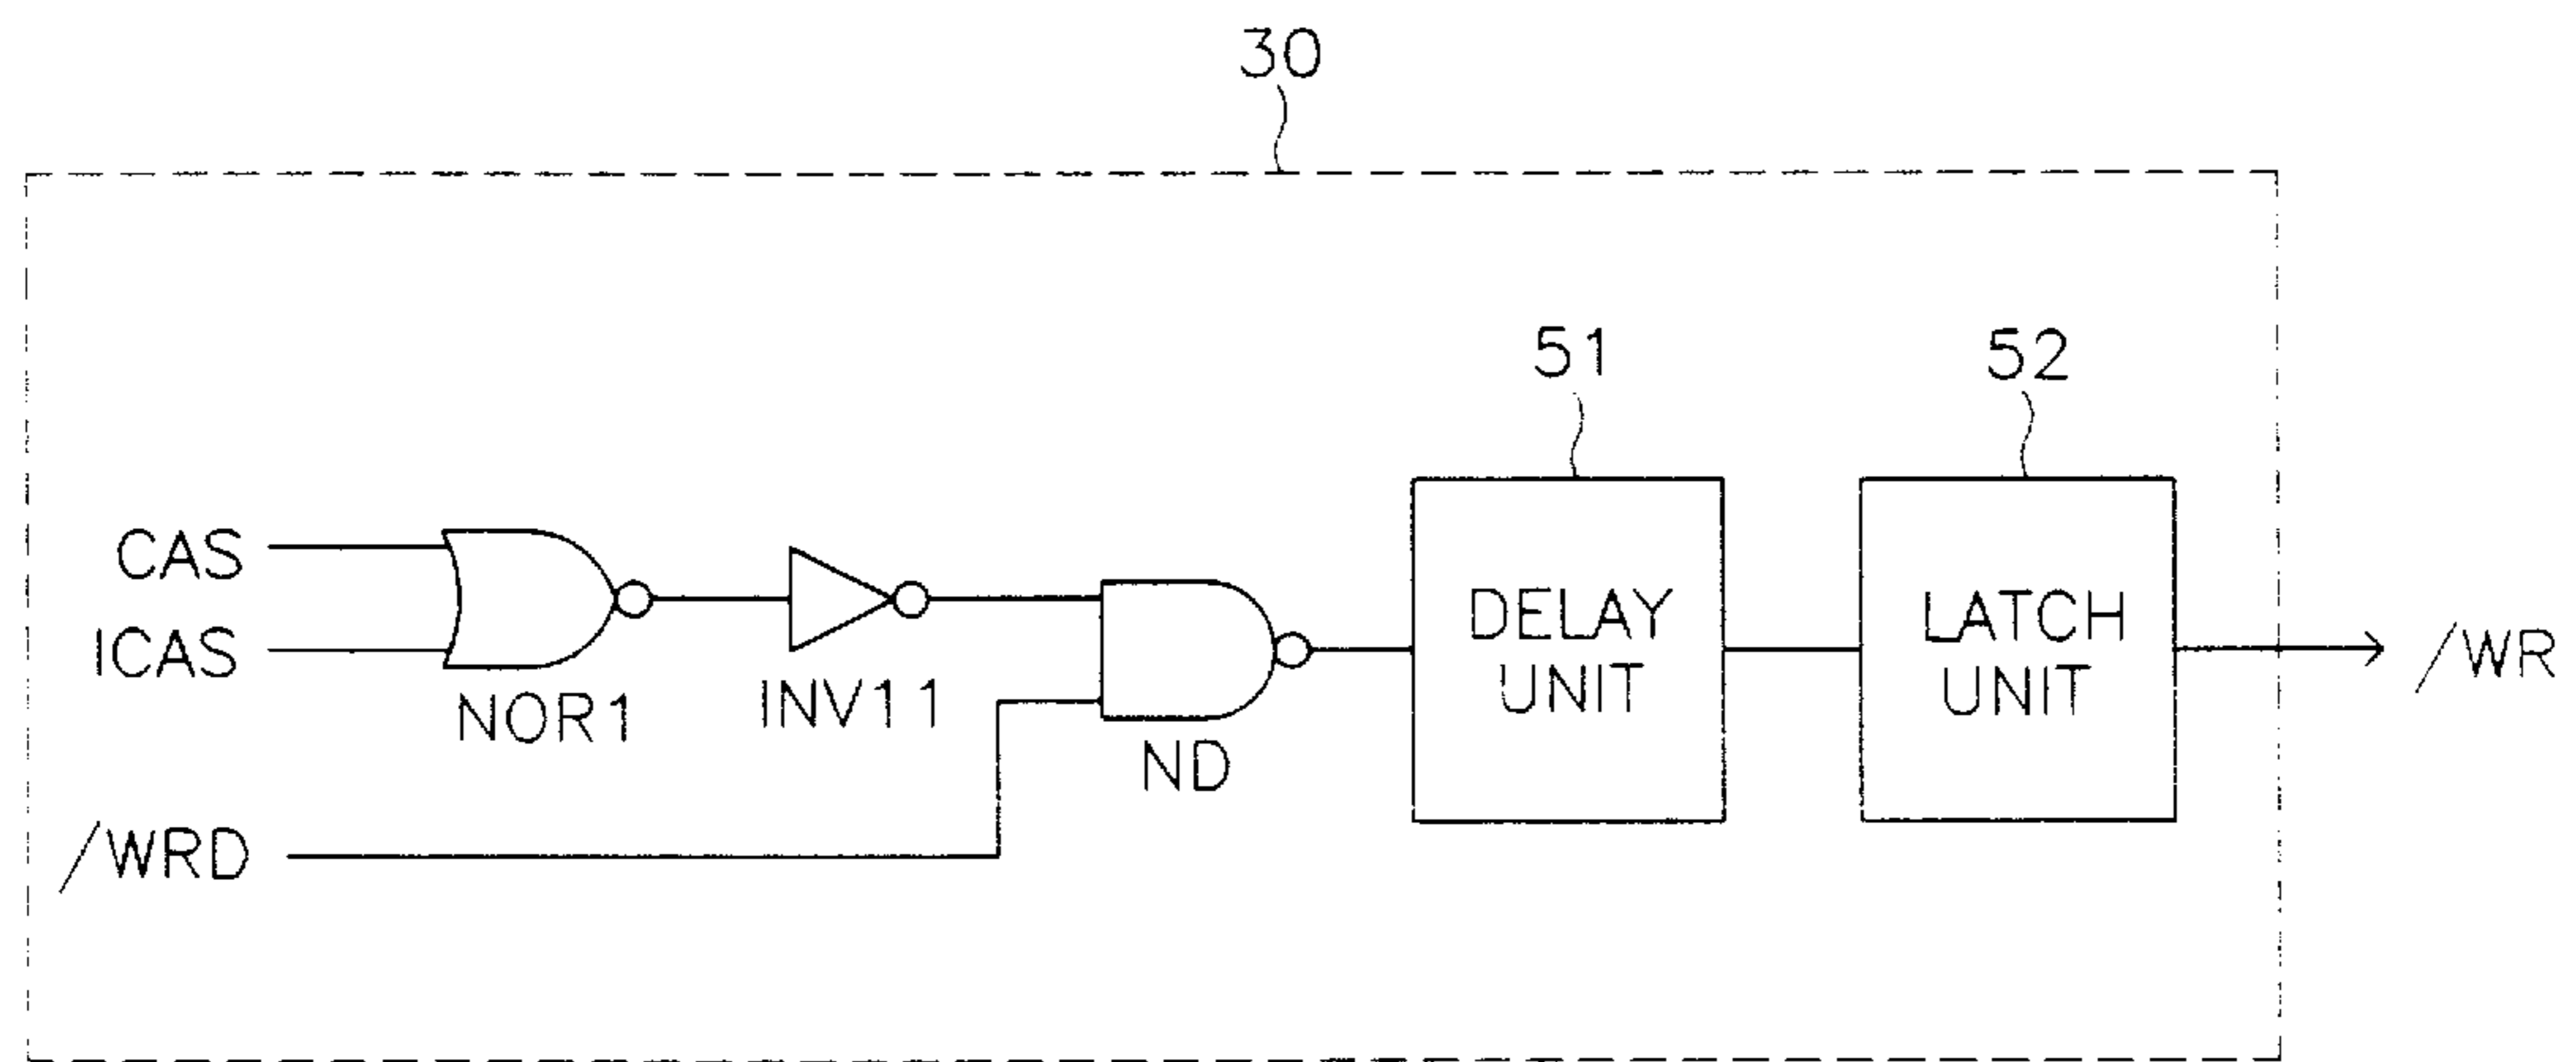 30
51
52
CAS
ICAS
NOR1
INV11
ND
DELAY
UNIT
LATCH
UNIT
/WR
/WRD